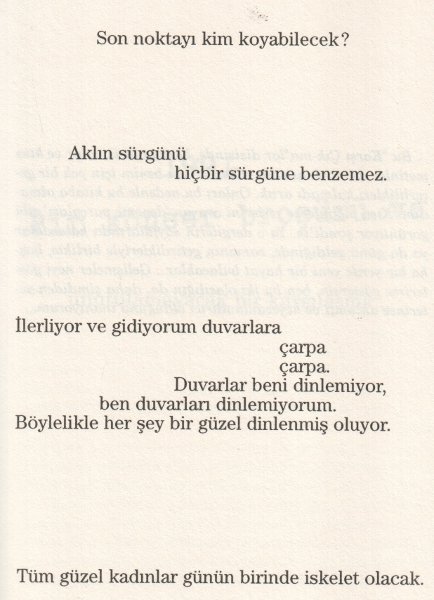 Son noktayı kim koyabilecek?
Aklın sürgünü
hiçbir sürgüne benzemez.
İlerliyor ve gidiyorum duvarlara
çarpa
çarpa.
Duvarlar beni dinlemiyor,
ben duvarları dinlemiyorum.
Böylelikle her şey bir güzel dinlenmiş oluyor.
Tüm güzel kadınlar günün birinde iskelet olacak.